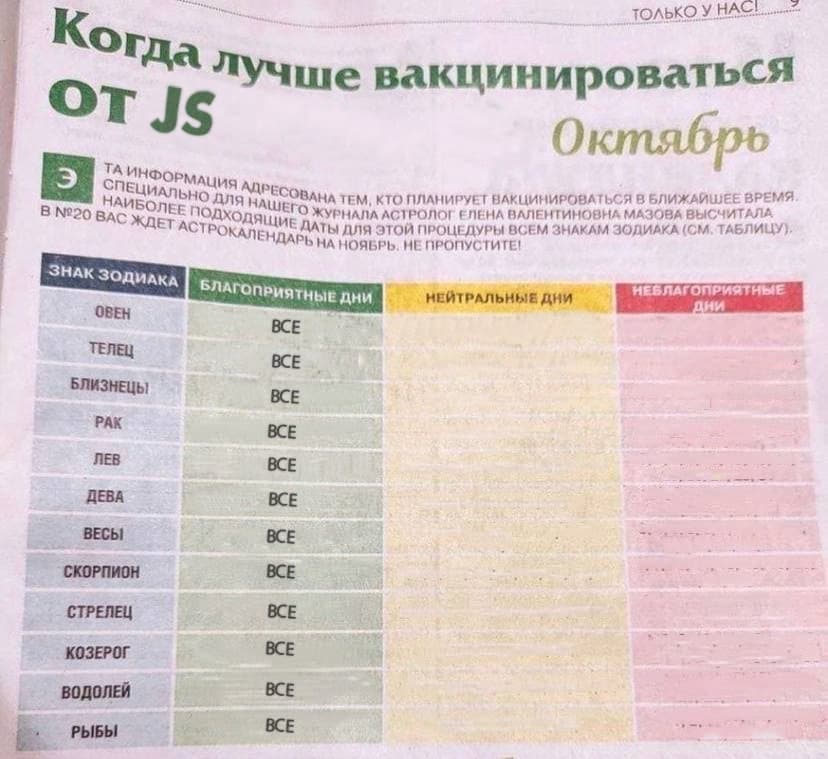 ТОЛЬКО У НАС! 9
Когда лучше вакцинироваться
от JS
Октябрь
ЭТА ИНФОРМАЦИЯ АДРЕСОВАНА ТЕМ, КТО ПЛАНИРУЕТ ВАКЦИНИРОВАТЬСЯ В БЛИЖАЙШЕЕ ВРЕМЯ.
СПЕЦИАЛЬНО ДЛЯ НАШЕГО ЖУРНАЛА АСТРОЛОГ ЕЛЕНА ВАЛЕНТИНОВНА МАЗОВА ВЫСЧИТАЛА
НАИБОЛЕЕ ПОДХОДЯЩИЕ ДАТЫ ДЛЯ ЭТОЙ ПРОЦЕДУРЫ ВСЕМ ЗНАКАМ ЗОДИАКА (СМ. ТАБЛИЦУ).
В №20 ВАС ЖДЕТ АСТРОКАЛЕНДАРЬ НА НОЯБРЬ. НЕ ПРОПУСТИТЕ!
ЗНАК ЗОДИАКА БЛАГОПРИЯТНЫЕ ДНИ НЕЙТРАЛЬНЫЕ ДНИ НЕБЛАГОПРИЯТНЫЕ
ДНИ
ОВЕН ВСЕ
ТЕЛЕЦ ВСЕ
БЛИЗНЕЦЫ ВСЕ
РАК ВСЕ
ЛЕВ ВСЕ
ДЕВА ВСЕ
ВЕСЫ ВСЕ
СКОРПИОН ВСЕ
СТРЕЛЕЦ ВСЕ
КОЗЕРОГ ВСЕ
ВОДОЛЕЙ ВСЕ
РЫБЫ ВСЕ